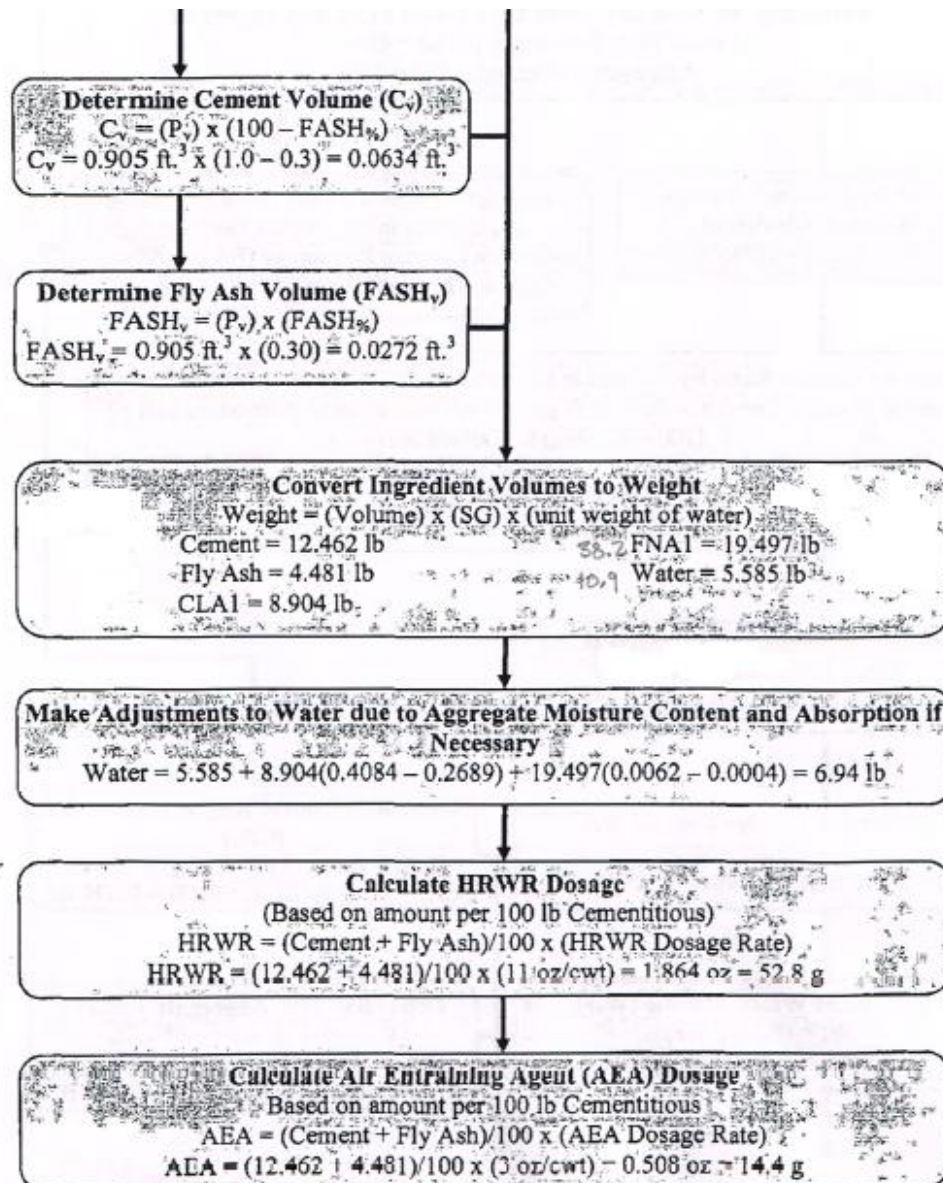 Determine Cement Volume (Cᵥ)
Cᵥ = (Pᵥ) x (100 – FASH%)
Cᵥ = 0.905 ft.³ x (1.0 – 0.3) = 0.0634 ft.³
Determine Fly Ash Volume (FASHᵥ)
FASHᵥ = (Pᵥ) x (FASH%)
FASHᵥ = 0.905 ft.³ x (0.30) = 0.0272 ft.³
Convert Ingredient Volumes to Weight
Weight = (Volume) x (SG) x (unit weight of water)
Cement = 12.462 lb 38.2 FNA1 = 19.497 lb
Fly Ash = 4.481 lb 10.9 Water = 5.585 lb
CLA1 = 8.904 lb
Make Adjustments to Water due to Aggregate Moisture Content and Absorption if
Necessary
Water = 5.585 + 8.904(0.4084 – 0.2689) + 19.497(0.0062 – 0.0004) = 6.94 lb
Calculate HRWR Dosage
(Based on amount per 100 lb Cementitious)
HRWR = (Cement + Fly Ash)/100 x (HRWR Dosage Rate)
HRWR = (12.462 + 4.481)/100 x (11 oz/cwt) = 1.864 oz = 52.8 g
Calculate Air Entraining Agent (AEA) Dosage
Based on amount per 100 lb Cementitious
AEA = (Cement + Fly Ash)/100 x (AEA Dosage Rate)
AEA = (12.462 + 4.481)/100 x (3 oz/cwt) = 0.508 oz = 14.4 g